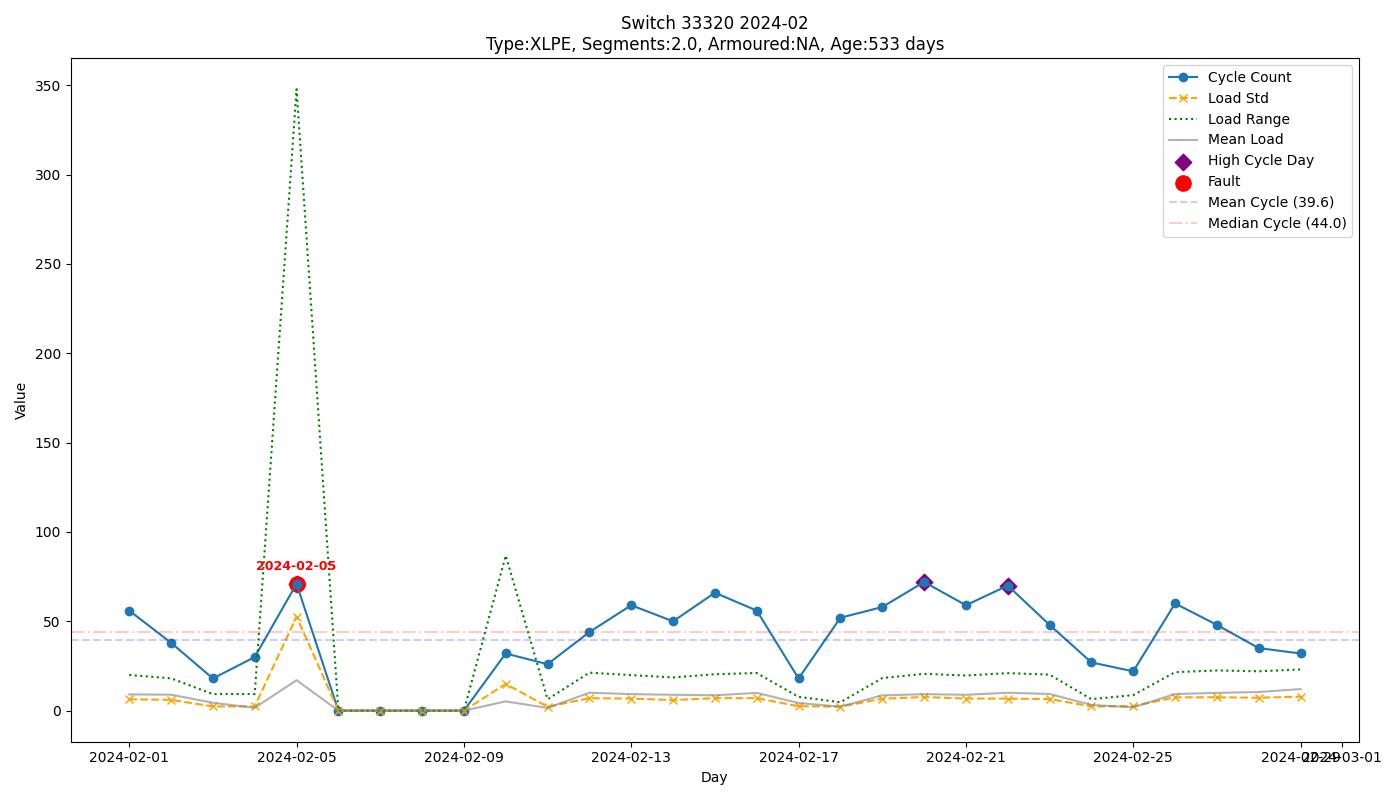 Switch 33320 2024-02
Type:XLPE, Segments:2.0, Armoured:NA, Age:533 days
350
300
250
200
150
100
50
0
Value
Cycle Count
Load Std
Load Range
Mean Load
High Cycle Day
Fault
Mean Cycle (39.6)
Median Cycle (44.0)
2024-02-05
2024-02-01
2024-02-05
2024-02-09
2024-02-13
2024-02-17
2024-02-21
2024-02-25
2024-02-29
2024-03-01
Day